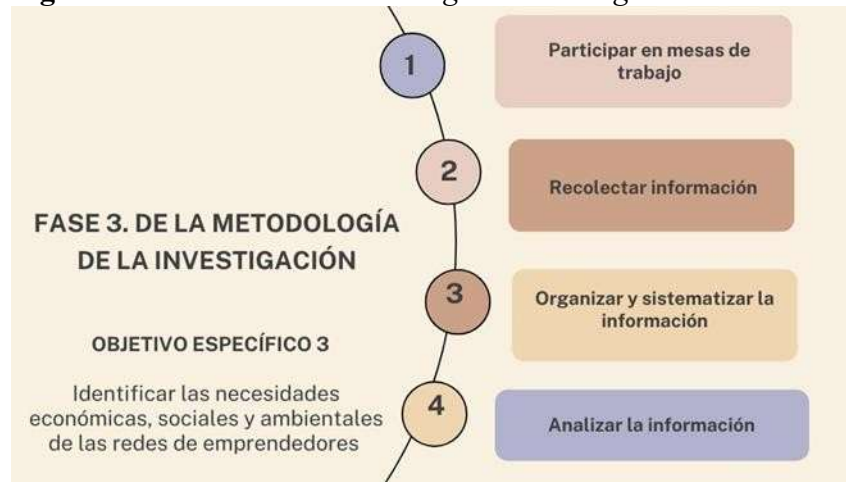 FASE 3. DE LA METODOLOGÍA
DE LA INVESTIGACIÓN
OBJETIVO ESPECÍFICO 3
Identificar las necesidades
económicas, sociales y ambientales
de las redes de emprendedores
1
Participar en mesas de
trabajo
2
Recolectar información
3
Organizar y sistematizar la
información
4
Analizar la información